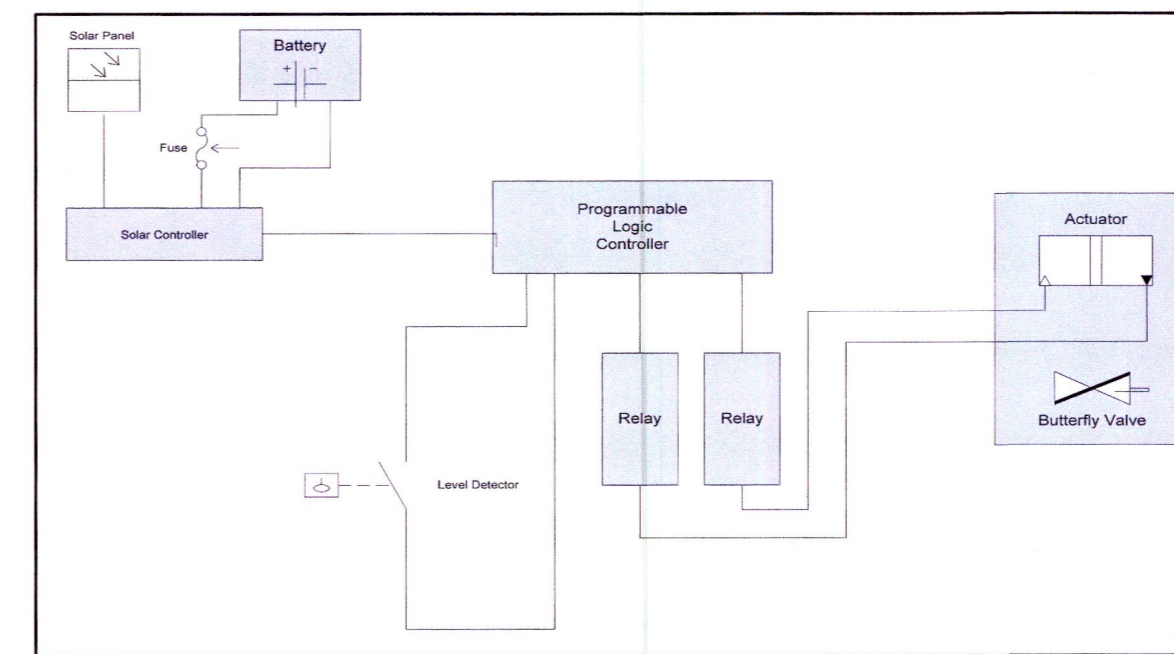 Solar Panel
Battery
+ -
Fuse
Solar Controller
Programmable
Logic
Controller
Actuator
Relay
Relay
Butterfly Valve
Level Detector